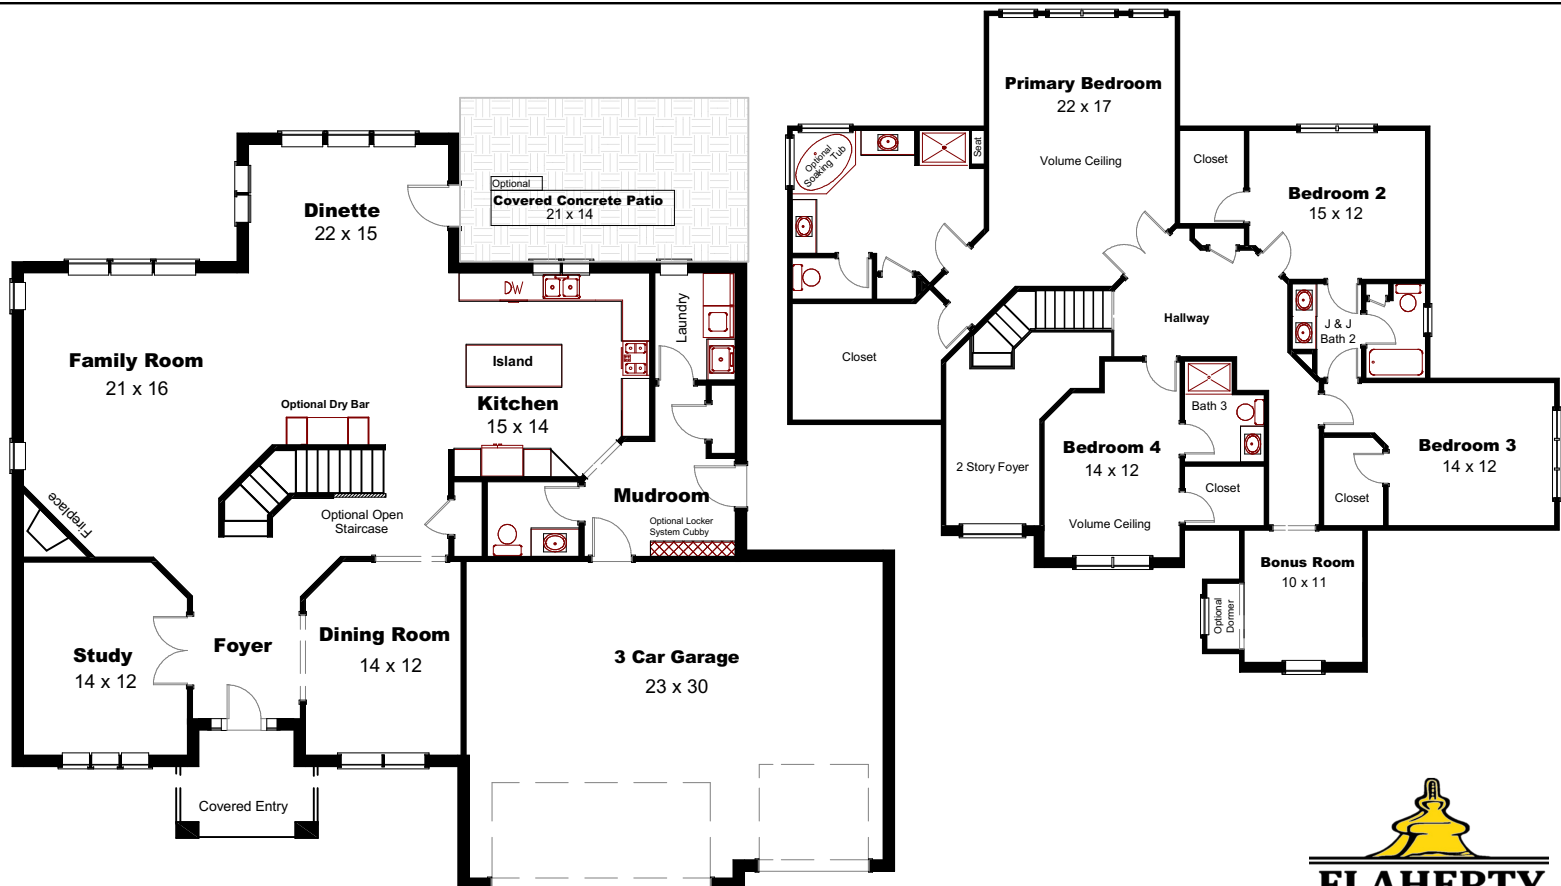 Primary Bedroom
22 x 17
Volume Ceiling
Optional
Soaking Tub
Seat
Closet
Bedroom 2
15 x 12
Optional
Covered Concrete Patio
21 x 14
Dinette
22 x 15
DW
Laundry
Family Room
21 x 16
Island
Optional Dry Bar
Kitchen
15 x 14
Fireplace
Optional Open
Staircase
Mudroom
Optional Locker
System Cubby
Study
14 x 12
Foyer
Dining Room
14 x 12
3 Car Garage
23 x 30
Covered Entry
Hallway
J & J
Bath 2
Closet
Bath 3
2 Story Foyer
Bedroom 4
14 x 12
Volume Ceiling
Closet
Bedroom 3
14 x 12
Closet
Bonus Room
10 x 11
Optional
Dormer
FLAHERTY